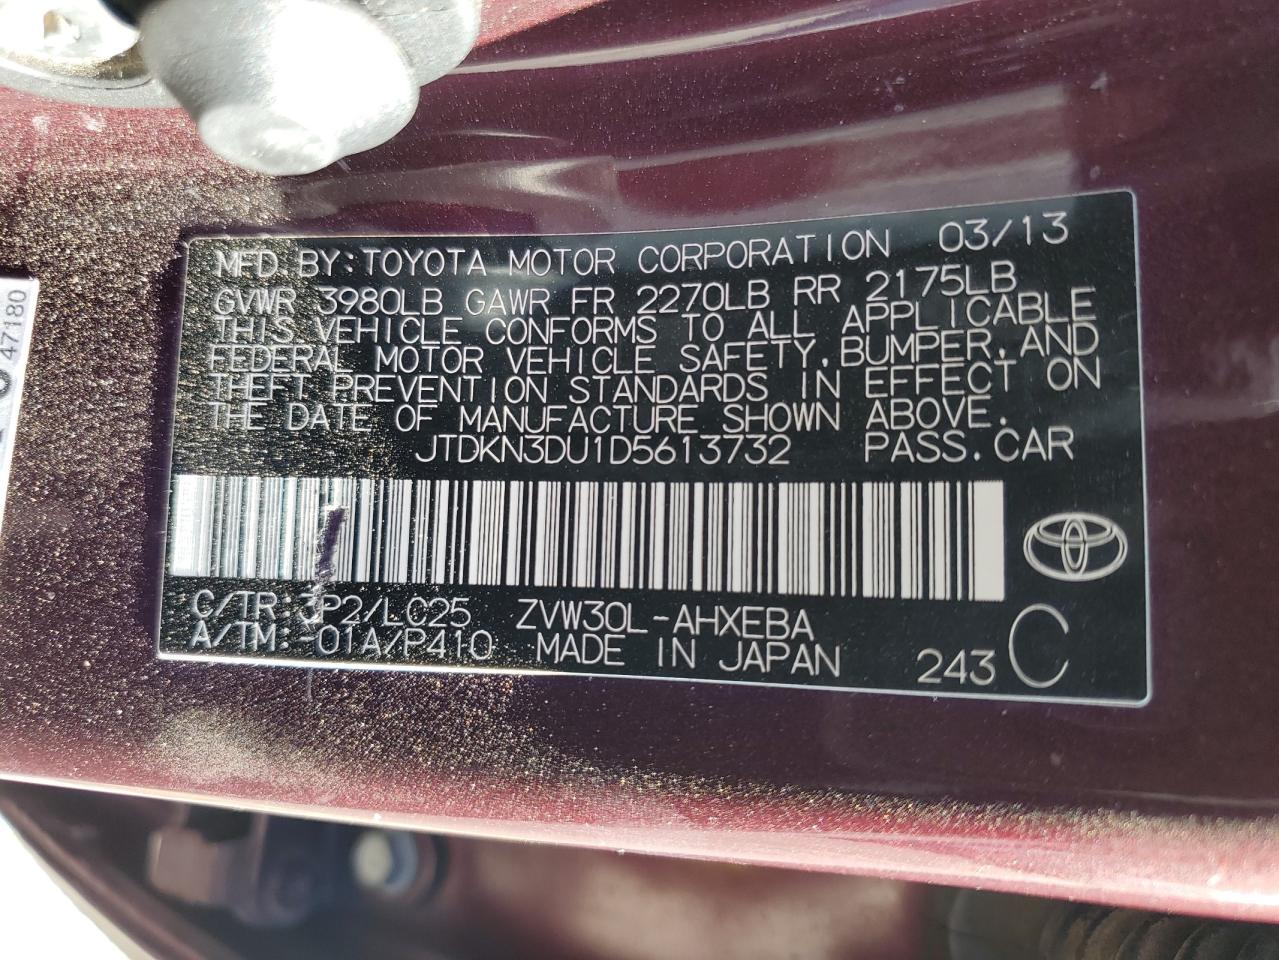 MFD.BY:TOYOTA MOTOR CORPORATION 03/13
GVWR 3980LB GAWR FR 2270LB RR 2175LB
THIS VEHICLE CONFORMS TO ALL APPLICABLE
FEDERAL MOTOR VEHICLE SAFETY,BUMPER,AND
THEFT PREVENTION STANDARDS IN EFFECT ON
THE DATE OF MANUFACTURE SHOWN ABOVE.
JTDKN3DU1D5613732 PASS.CAR
C/TR:3P2/LC25 ZVW30L-AHXEBA
A/TM:-01A/P410 MADE IN JAPAN 243 C
47180